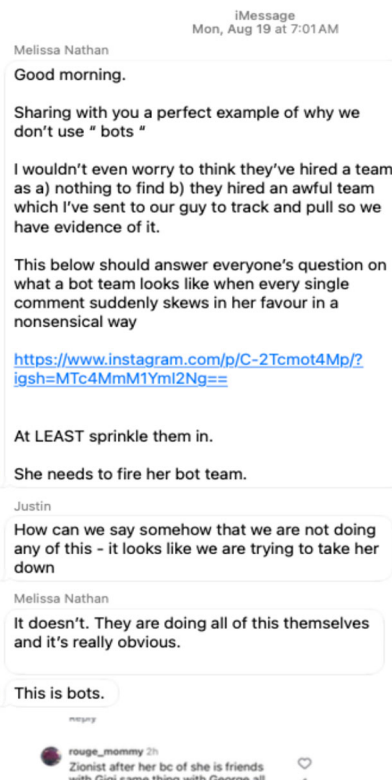 iMessage
Mon, Aug 19 at 7:01 AM
Melissa Nathan
Good morning.
Sharing with you a perfect example of why we
don't use “ bots “
I wouldn't even worry to think they've hired a team
as a) nothing to find b) they hired an awful team
which I've sent to our guy to track and pull so we
have evidence of it.
This below should answer everyone's question on
what a bot team looks like when every single
comment suddenly skews in her favour in a
nonsensical way
https://www.instagram.com/p/C-2Tcmot4Mp/?
igsh=MTc4MmM1YmI2Ng==
At LEAST sprinkle them in.
She needs to fire her bot team.
Justin
How can we say somehow that we are not doing
any of this - it looks like we are trying to take her
down
Melissa Nathan
It doesn't. They are doing all of this themselves
and it's really obvious.
This is bots.
Reply
rouge_mommy 2h
Zionist after her bc of she is friends
with Gigi same thing with George all